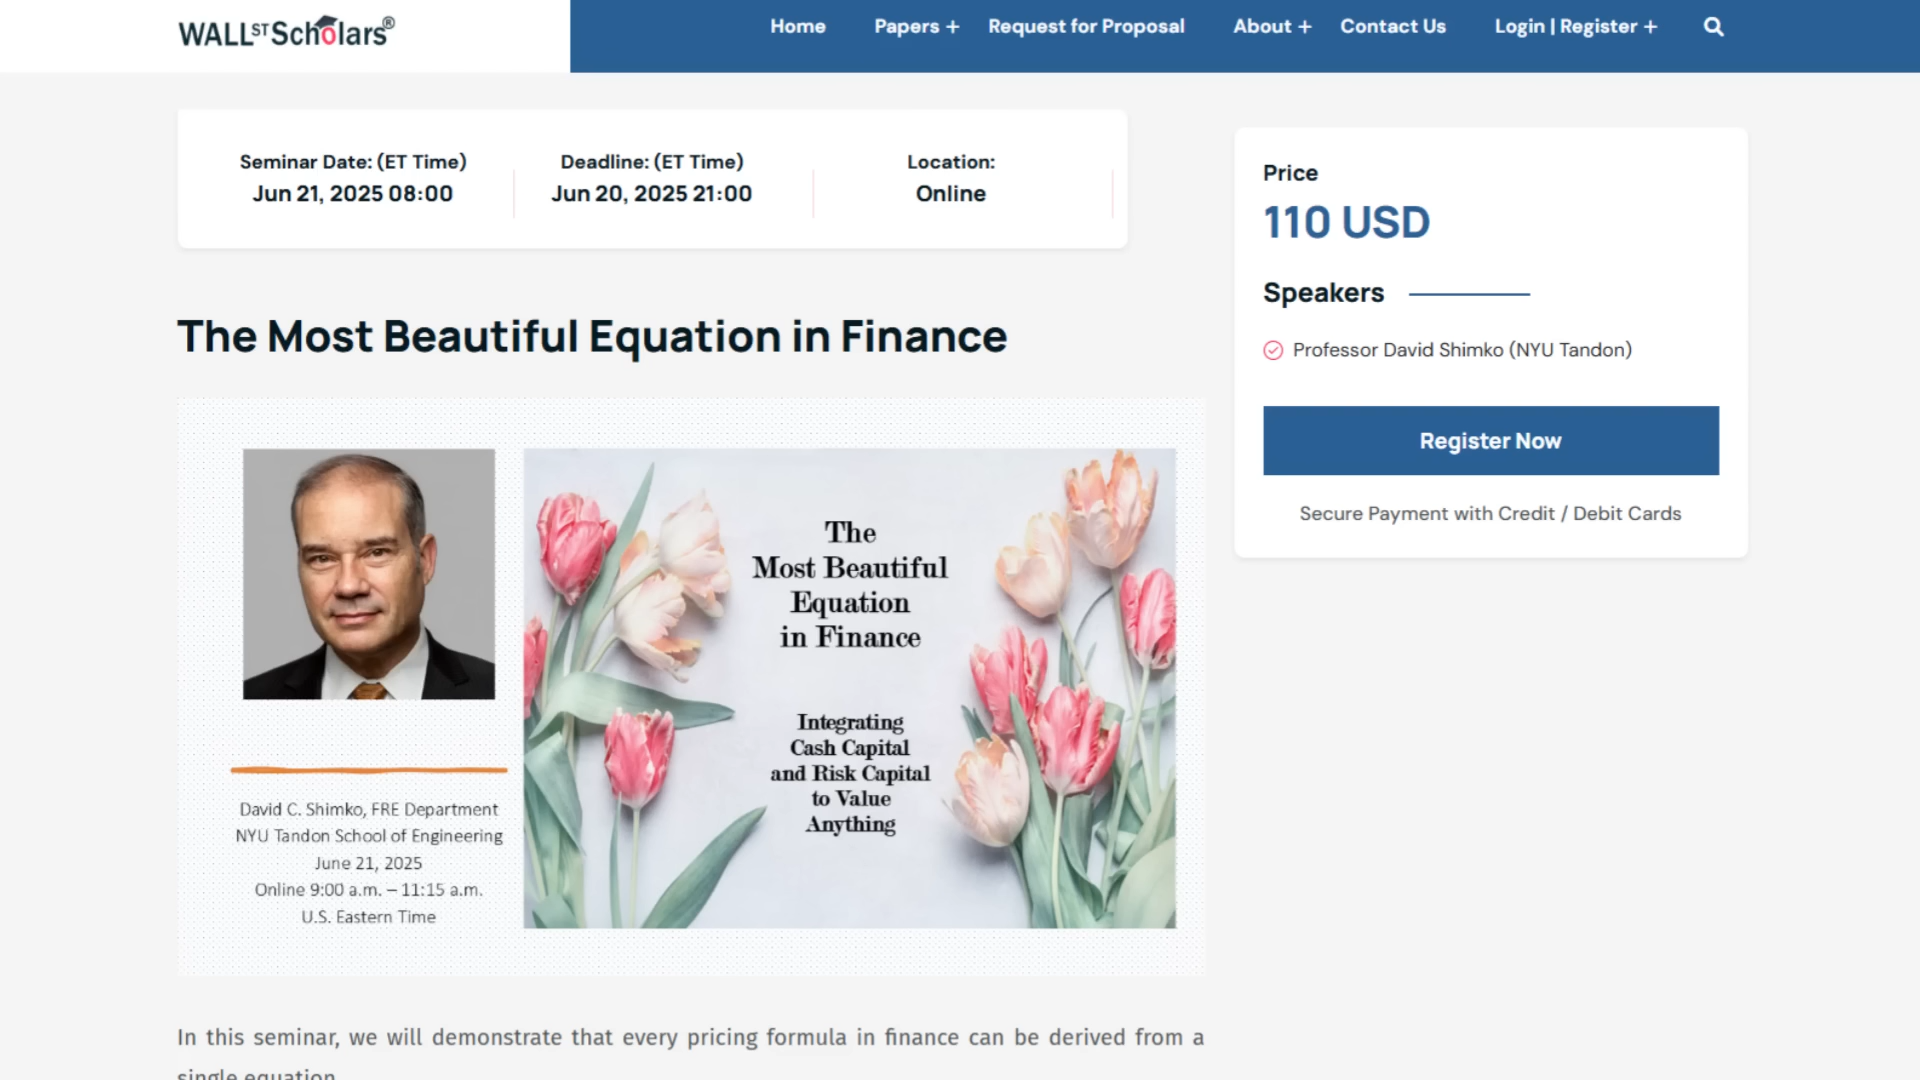 WALLSTScholars®
Home Papers + Request for Proposal About + Contact Us Login | Register +
Seminar Date: (ET Time)
Jun 21, 2025 08:00
Deadline: (ET Time)
Jun 20, 2025 21:00
Location:
Online
Price
110 USD
Speakers
Professor David Shimko (NYU Tandon)
Register Now
Secure Payment with Credit / Debit Cards
The Most Beautiful Equation in Finance
The
Most Beautiful
Equation
in Finance
Integrating
Cash Capital
and Risk Capital
to Value
Anything
David C. Shimko, FRE Department
NYU Tandon School of Engineering
June 21, 2025
Online 9:00 a.m. – 11:15 a.m.
U.S. Eastern Time
In this seminar, we will demonstrate that every pricing formula in finance can be derived from a
single equation